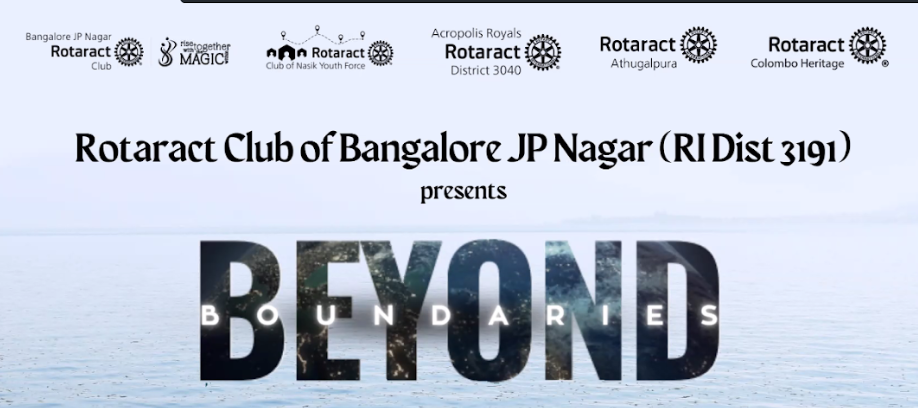 Bangalore JP Nagar
Rotaract
Club
rise together
with
MAGIC!
Rotaract
Club of Nasik Youth Force
Acropolis Royals
Rotaract
District 3040
Rotaract
Athugalpura
Rotaract
Colombo Heritage
Rotaract Club of Bangalore JP Nagar (RI Dist 3191)
presents
BEYOND
BOUNDARIES